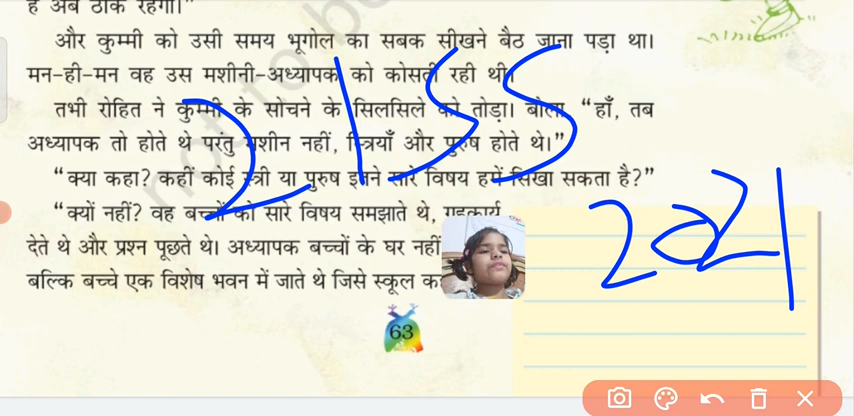 है अब ठीक रहेगा।"
और कुम्मी को उसी समय भूगोल का सबक सीखने बैठ जाना पड़ा था।
मन-ही-मन वह उस मशीनी-अध्यापक को कोसती रही थी।
तभी रोहित ने कुम्मी के सोचने के सिलसिले को तोड़ा। बोला, “हाँ, तब
अध्यापक तो होते थे परंतु मशीन नहीं, स्त्रियाँ और पुरुष होते थे।”
“क्या कहा? कहीं कोई स्त्री या पुरुष इतने सारे विषय हमें सिखा सकता है?”
“क्यों नहीं? वह बच्चों को सारे विषय समझाते थे, गृहकार्य
देते थे और प्रश्न पूछते थे। अध्यापक बच्चों के घर नहीं
बल्कि बच्चे एक विशेष भवन में जाते थे जिसे स्कूल क
63
2155
2021